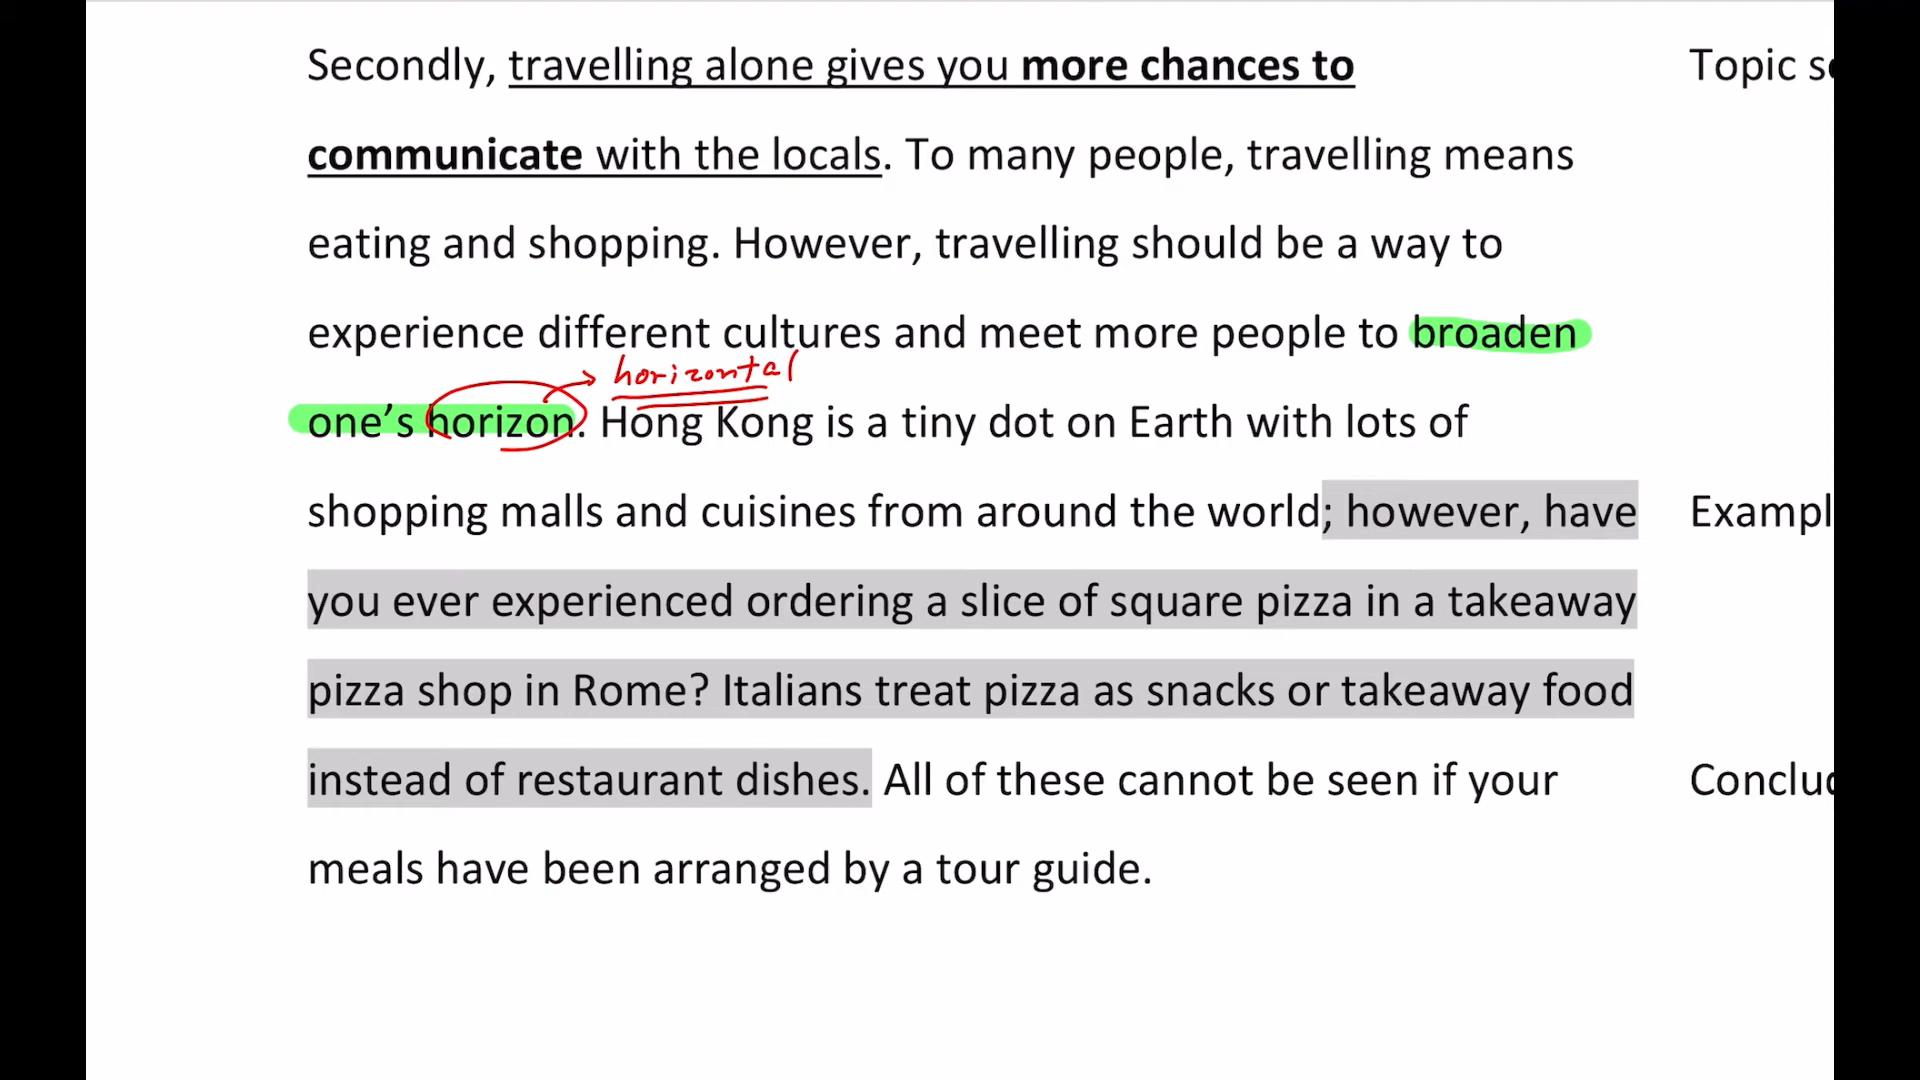 Secondly, travelling alone gives you more chances to
Topic s
communicate with the locals. To many people, travelling means
eating and shopping. However, travelling should be a way to
experience different cultures and meet more people to broaden
horizontal
one’s horizon. Hong Kong is a tiny dot on Earth with lots of
shopping malls and cuisines from around the world; however, have
Exampl
you ever experienced ordering a slice of square pizza in a takeaway
pizza shop in Rome? Italians treat pizza as snacks or takeaway food
instead of restaurant dishes. All of these cannot be seen if your
Conclu
meals have been arranged by a tour guide.